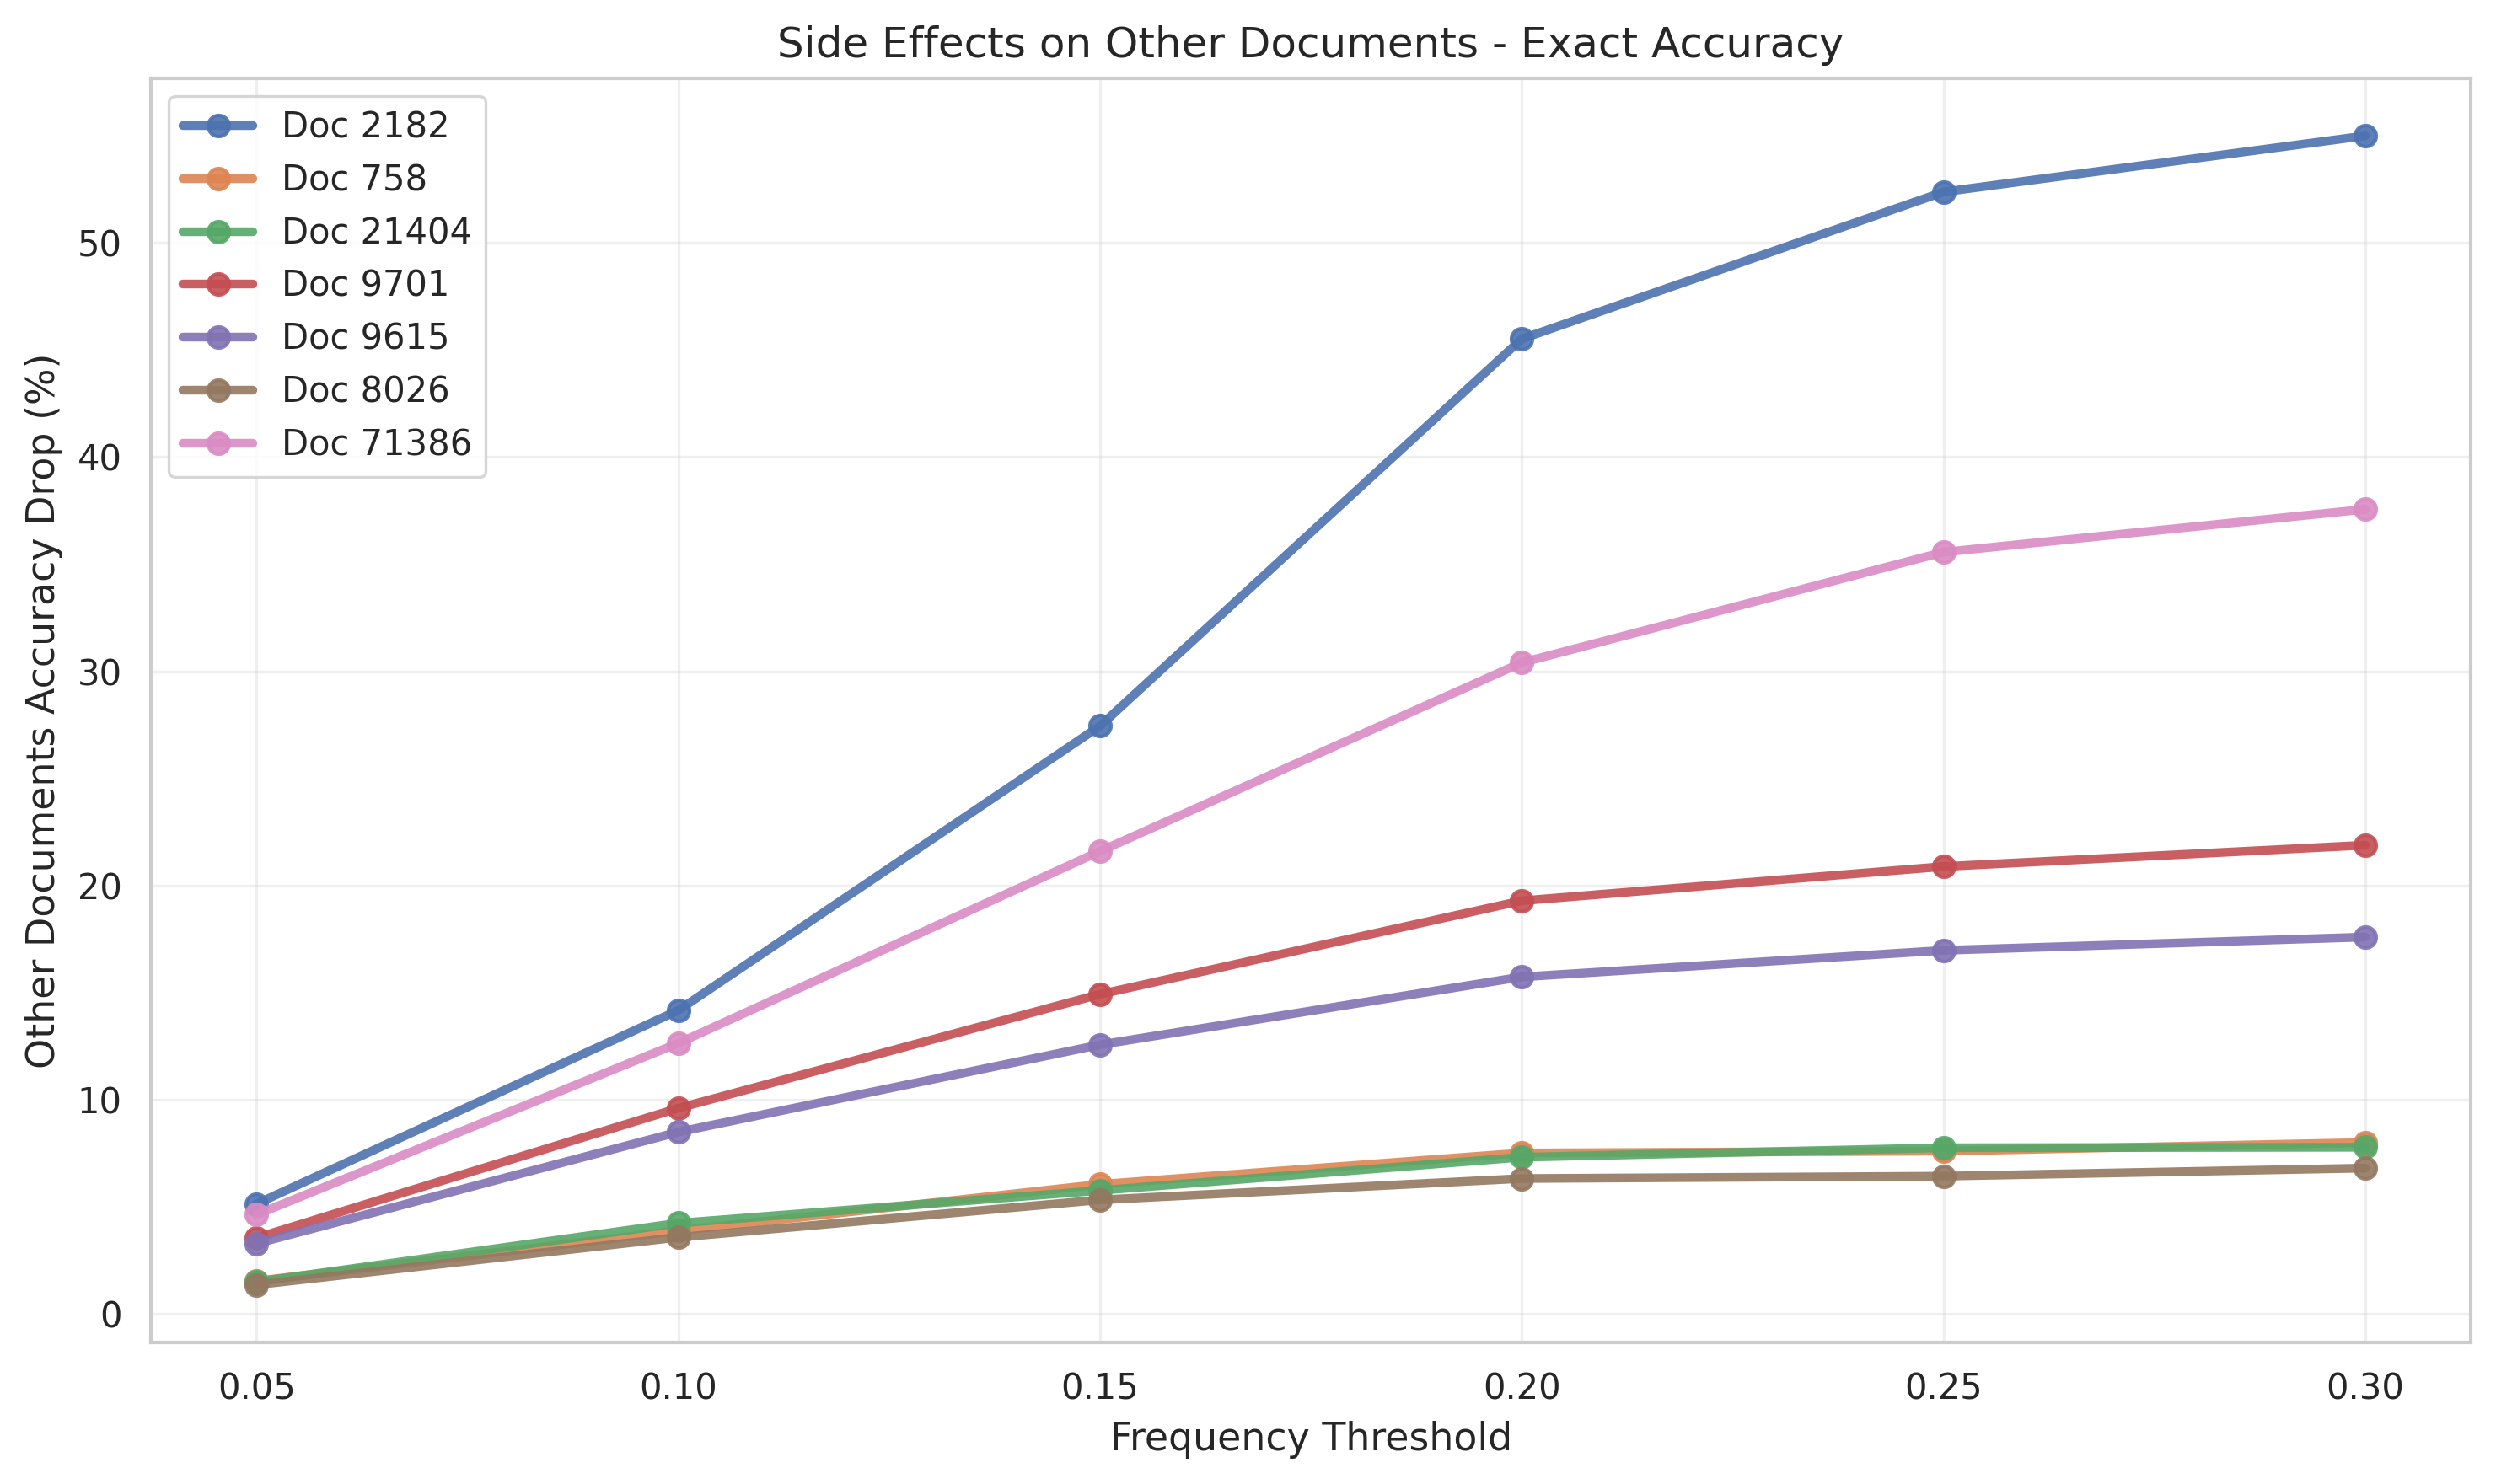 Side Effects on Other Documents - Exact Accuracy
Doc 2182
Doc 758
Doc 21404
Doc 9701
Doc 9615
Doc 8026
Doc 71386
Other Documents Accuracy Drop (%)
50
40
30
20
10
0
0.05 0.10 0.15 0.20 0.25 0.30
Frequency Threshold